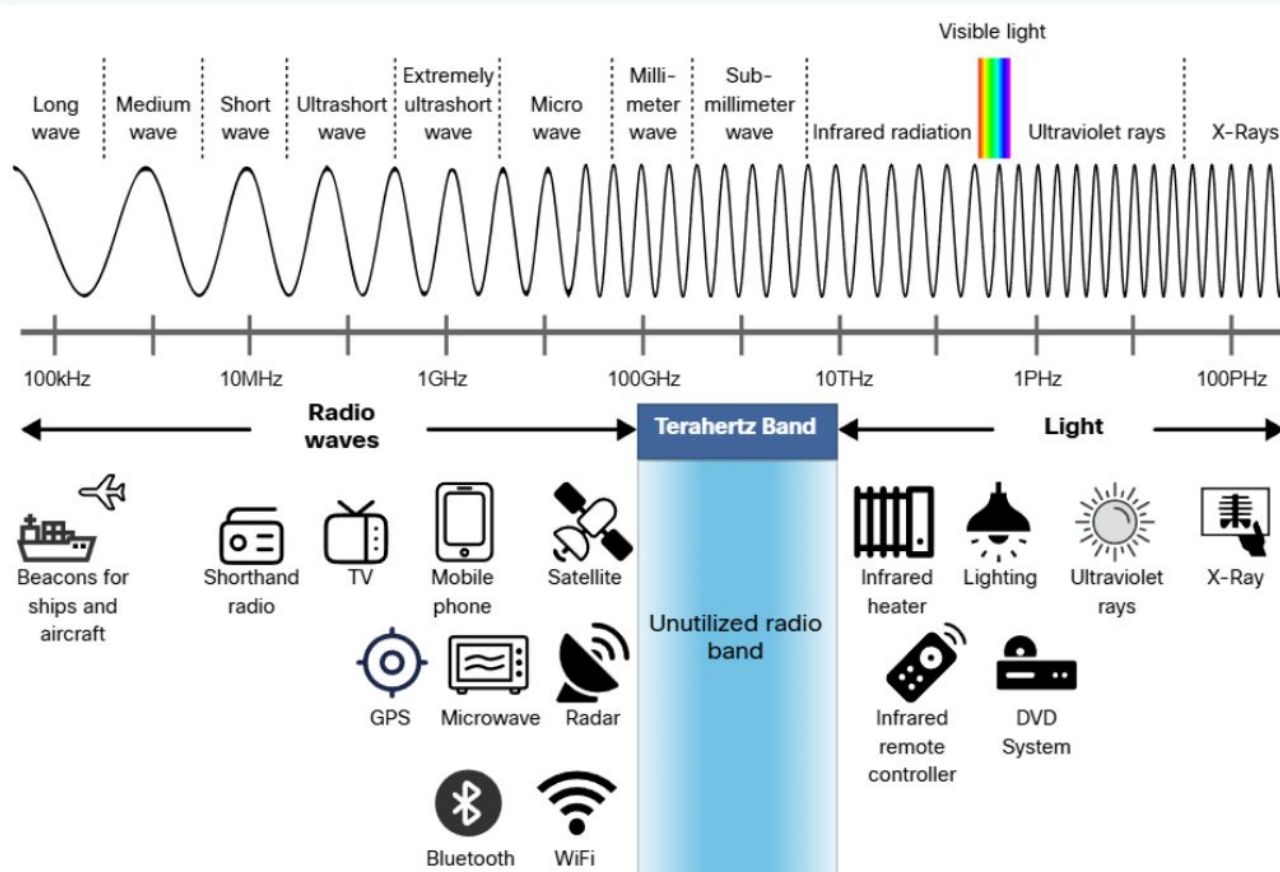 Visible light
Long
wave
Medium
wave
Short
wave
Ultrashort
wave
Extremely
ultrashort
wave
Micro
wave
Milli-
meter
wave
Sub-
millimeter
wave
Infrared radiation
Ultraviolet rays
X-Rays
100kHz
10MHz
1GHz
100GHz
10THz
1PHz
100PHz
Radio
waves
Terahertz Band
Light
Beacons for
ships and
aircraft
Shorthand
radio
TV
Mobile
phone
Satellite
Infrared
heater
Lighting
Ultraviolet
rays
X-Ray
Unutilized radio
band
GPS
Microwave
Radar
Infrared
remote
controller
DVD
System
Bluetooth
WiFi